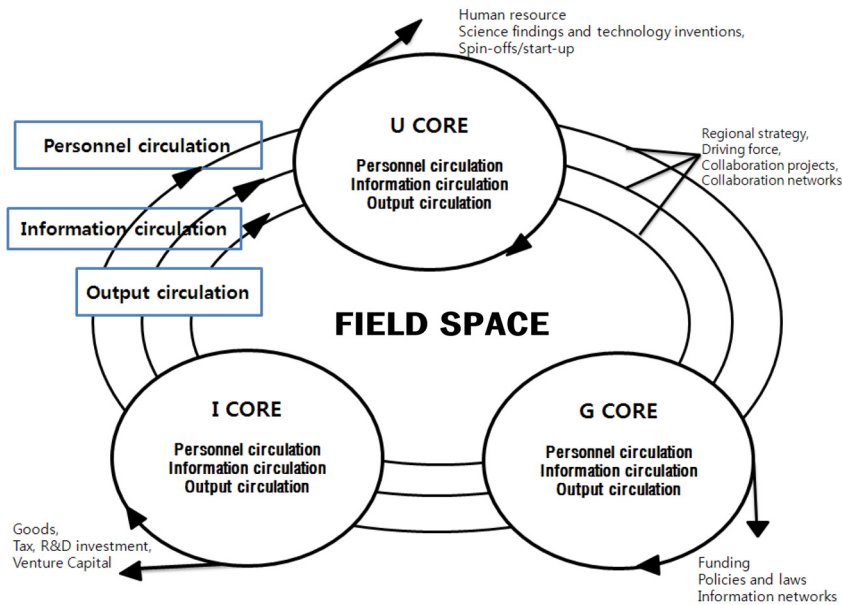 Human resource
Science findings and technology inventions,
Spin-offs/start-up
U CORE
Personnel circulation
Information circulation
Output circulation
Personnel circulation
Information circulation
Output circulation
Regional strategy,
Driving force,
Collaboration projects,
Collaboration networks
FIELD SPACE
I CORE
Personnel circulation
Information circulation
Output circulation
G CORE
Personnel circulation
Information circulation
Output circulation
Goods,
Tax, R&D investment,
Venture Capital
Funding
Policies and laws
Information networks